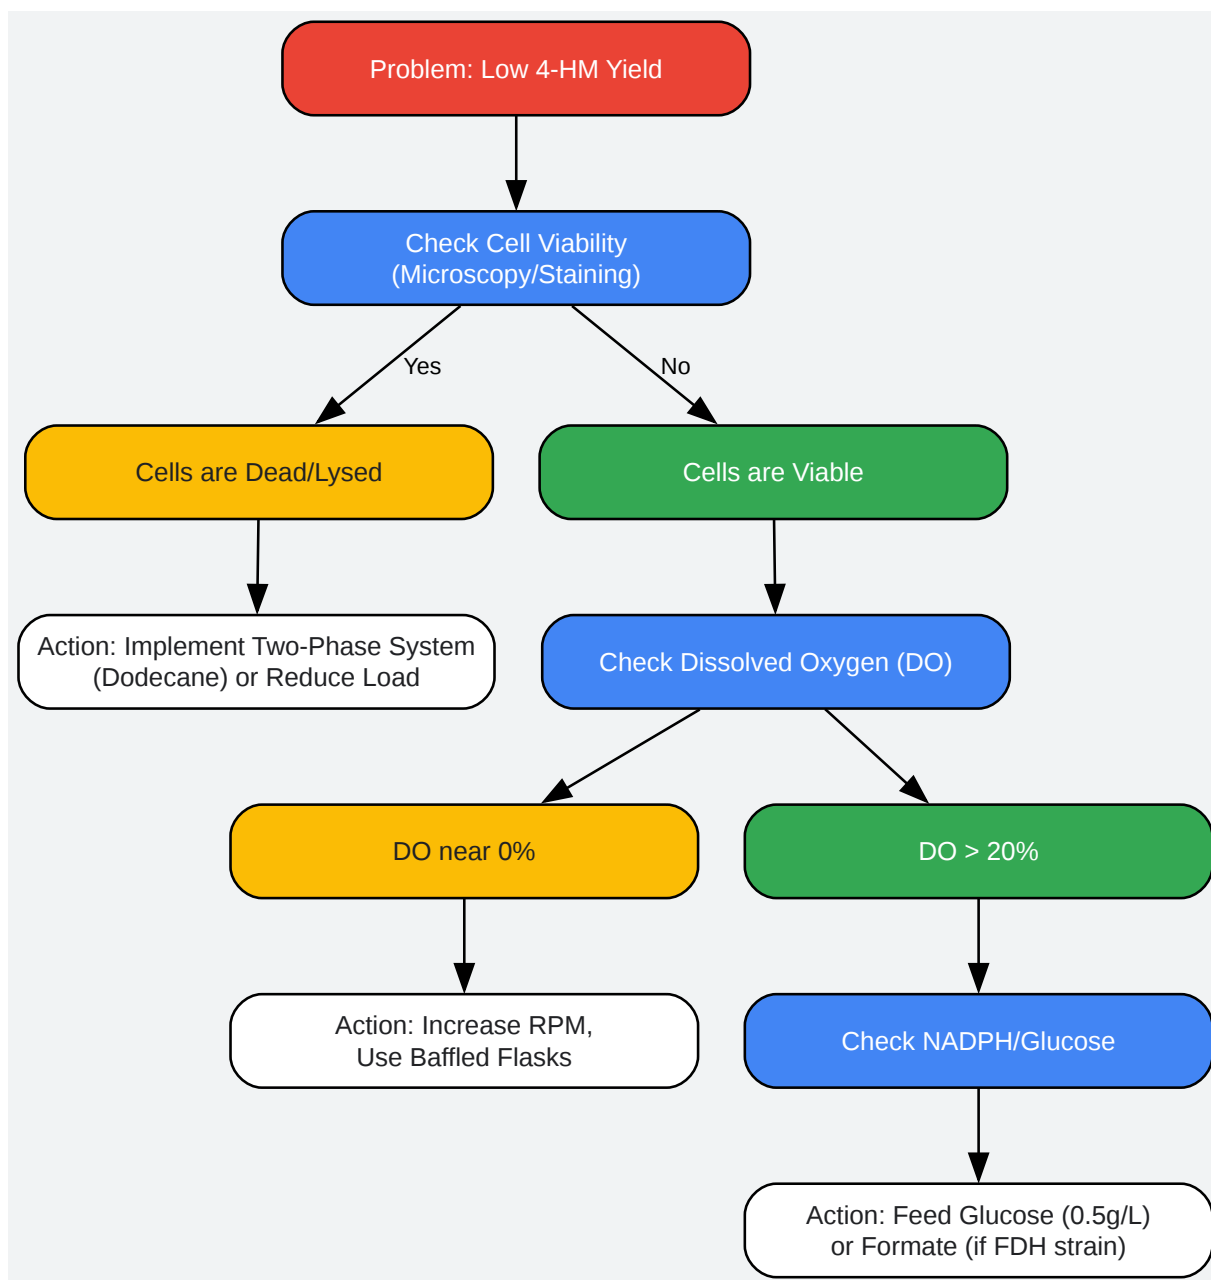 Problem: Low 4-HM Yield
Check Cell Viability
(Microscopy/Staining)
Yes
No
Cells are Dead/Lysed
Cells are Viable
Action: Implement Two-Phase System
(Dodecane) or Reduce Load
Check Dissolved Oxygen (DO)
DO near 0%
DO > 20%
Action: Increase RPM,
Use Baffled Flasks
Check NADPH/Glucose
Action: Feed Glucose (0.5g/L)
or Formate (if FDH strain)